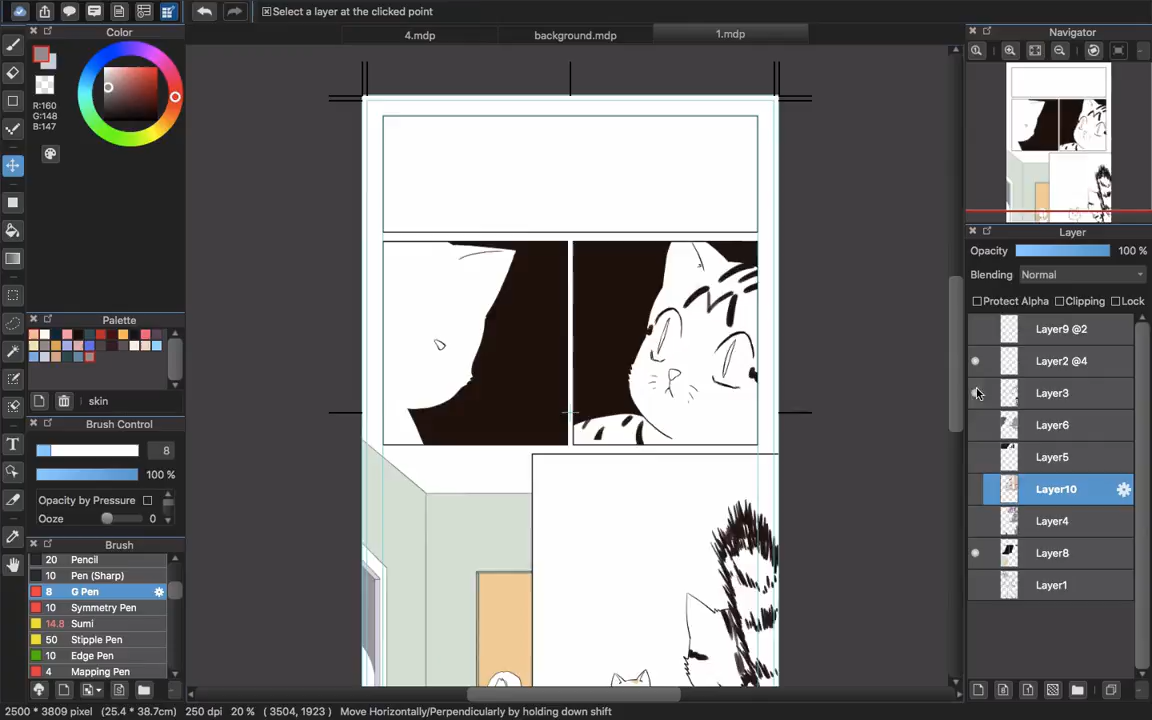 Select a layer at the clicked point
Color
4.mdp
background.mdp
1.mdp
Navigator
R:160
G:148
B:147
Layer
Opacity
100 %
Blending
Normal
Protect Alpha
Clipping
Lock
Layer9 @2
Layer2 @4
Layer3
Layer6
Layer5
Layer10
Layer4
Layer8
Layer1
Palette
skin
Brush Control
8
100 %
Opacity by Pressure
Ooze
0
Brush
20 Pencil
10 Pen (Sharp)
8 G Pen
10 Symmetry Pen
14.8 Sumi
50 Stipple Pen
10 Edge Pen
4 Mapping Pen
2500 * 3809 pixel (25.4 * 38.7cm) 250 dpi 20 % ( 3504, 1923 ) Move Horizontally/Perpendicularly by holding down shift